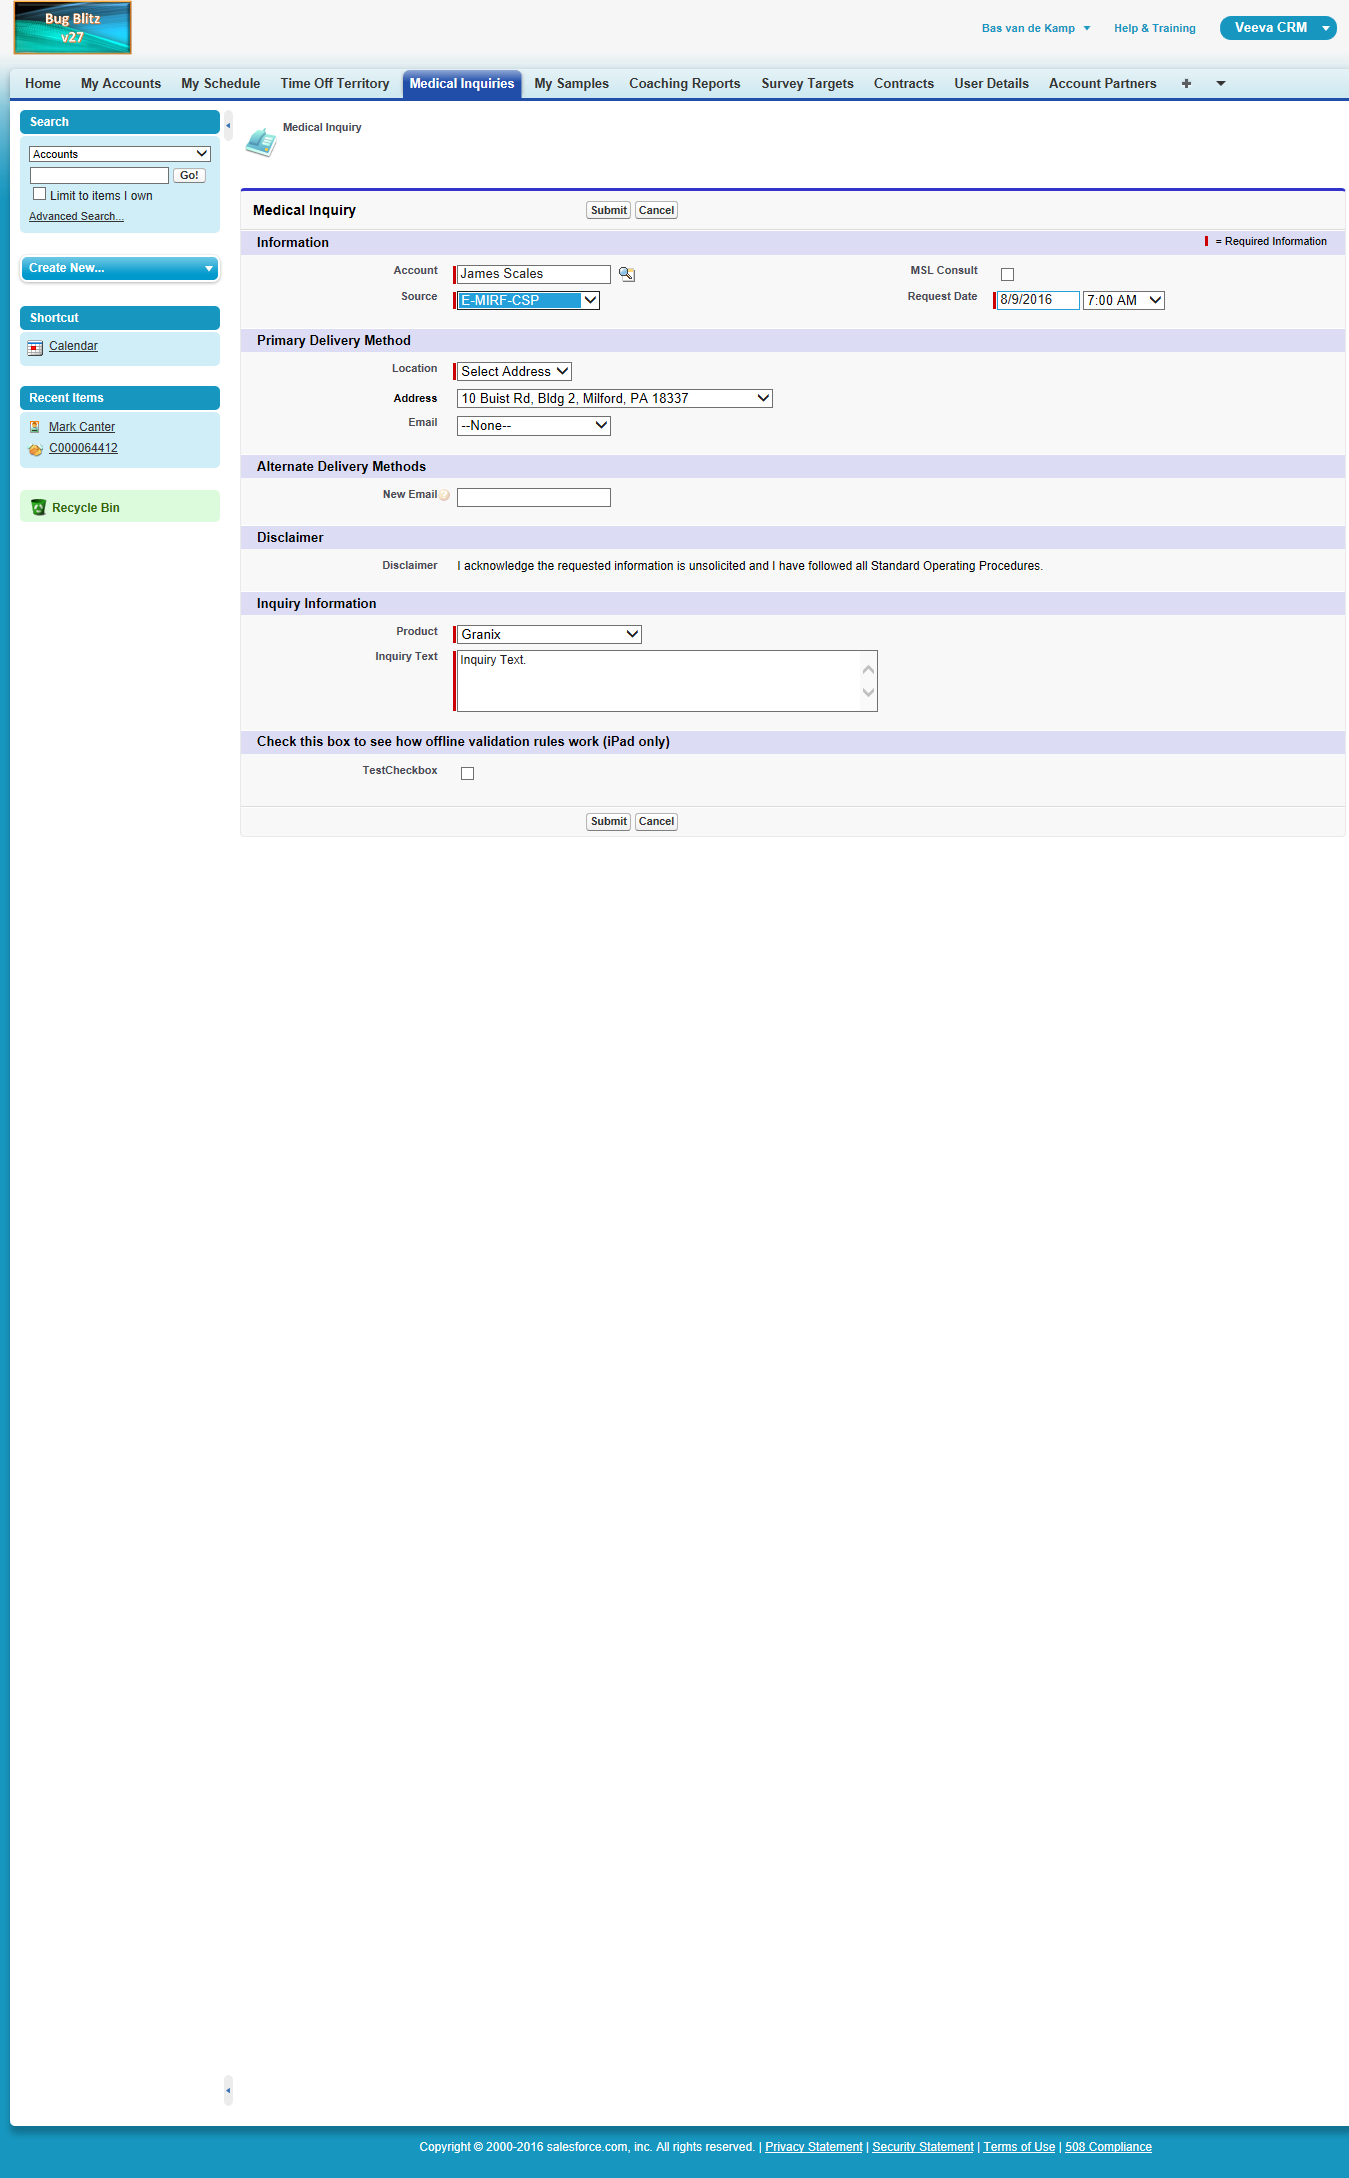 Bug Blitz
v27
Bas van de Kamp
Help & Training
Veeva CRM
Home My Accounts My Schedule Time Off Territory Medical Inquiries My Samples Coaching Reports Survey Targets Contracts User Details Account Partners +
Search
Accounts
Go!
Limit to items I own
Advanced Search...
Create New...
Shortcut
Calendar
Recent Items
Mark Canter
C000064412
Recycle Bin
Medical Inquiry
Medical Inquiry Submit Cancel
Information = Required Information
Account James Scales MSL Consult
Source E-MIRF-CSP Request Date 8/9/2016 7:00 AM
Primary Delivery Method
Location Select Address
Address 10 Buist Rd, Bldg 2, Milford, PA 18337
Email --None--
Alternate Delivery Methods
New Email ?
Disclaimer
Disclaimer I acknowledge the requested information is unsolicited and I have followed all Standard Operating Procedures.
Inquiry Information
Product Granix
Inquiry Text Inquiry Text.
Check this box to see how offline validation rules work (iPad only)
TestCheckbox
Submit Cancel
Copyright © 2000-2016 salesforce.com, inc. All rights reserved. | Privacy Statement | Security Statement | Terms of Use | 508 Compliance